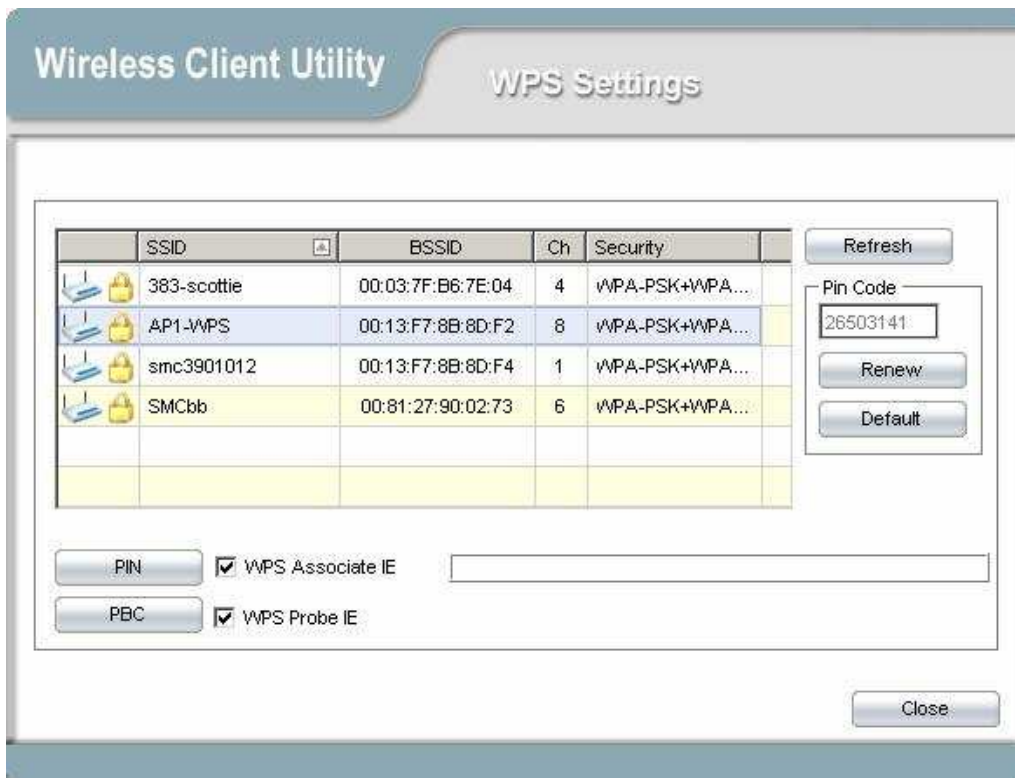 Wireless Client Utility
WPS Settings
SSID BSSID Ch Security
383-scottie 00:03:7F:B6:7E:04 4 WPA-PSK+WPA...
AP1-WPS 00:13:F7:8B:8D:F2 8 WPA-PSK+WPA...
smc3901012 00:13:F7:8B:8D:F4 1 WPA-PSK+WPA...
SMCbb 00:81:27:90:02:73 6 WPA-PSK+WPA...
Refresh
Pin Code
26503141
Renew
Default
PIN WPS Associate IE
PBC WPS Probe IE
Close